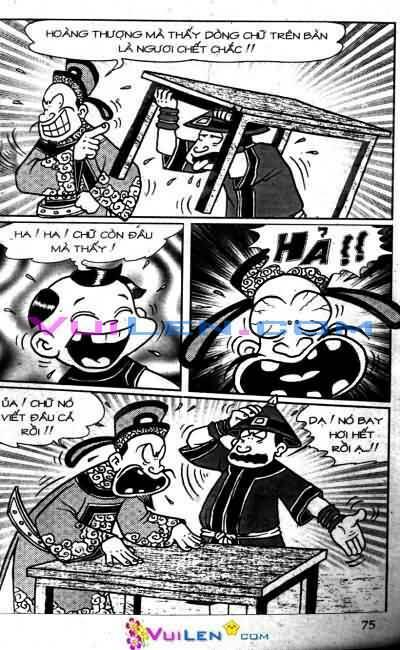 HOÀNG THƯỢNG MÀ THẤY DÒNG CHỮ TRÊN BÀN
LÀ NGƯƠI CHẾT CHẮC !!
HA ! HA ! CHỮ CÒN ĐÂU
MÀ THẤY !
HẢ !!
VUILEN.COM
ỦA ! CHỮ NÓ
VIẾT ĐÂU CẢ
RỒI !!
DẠ ! NÓ BAY
HƠI HẾT
RỒI Ạ..!!
75
VUILEN.COM